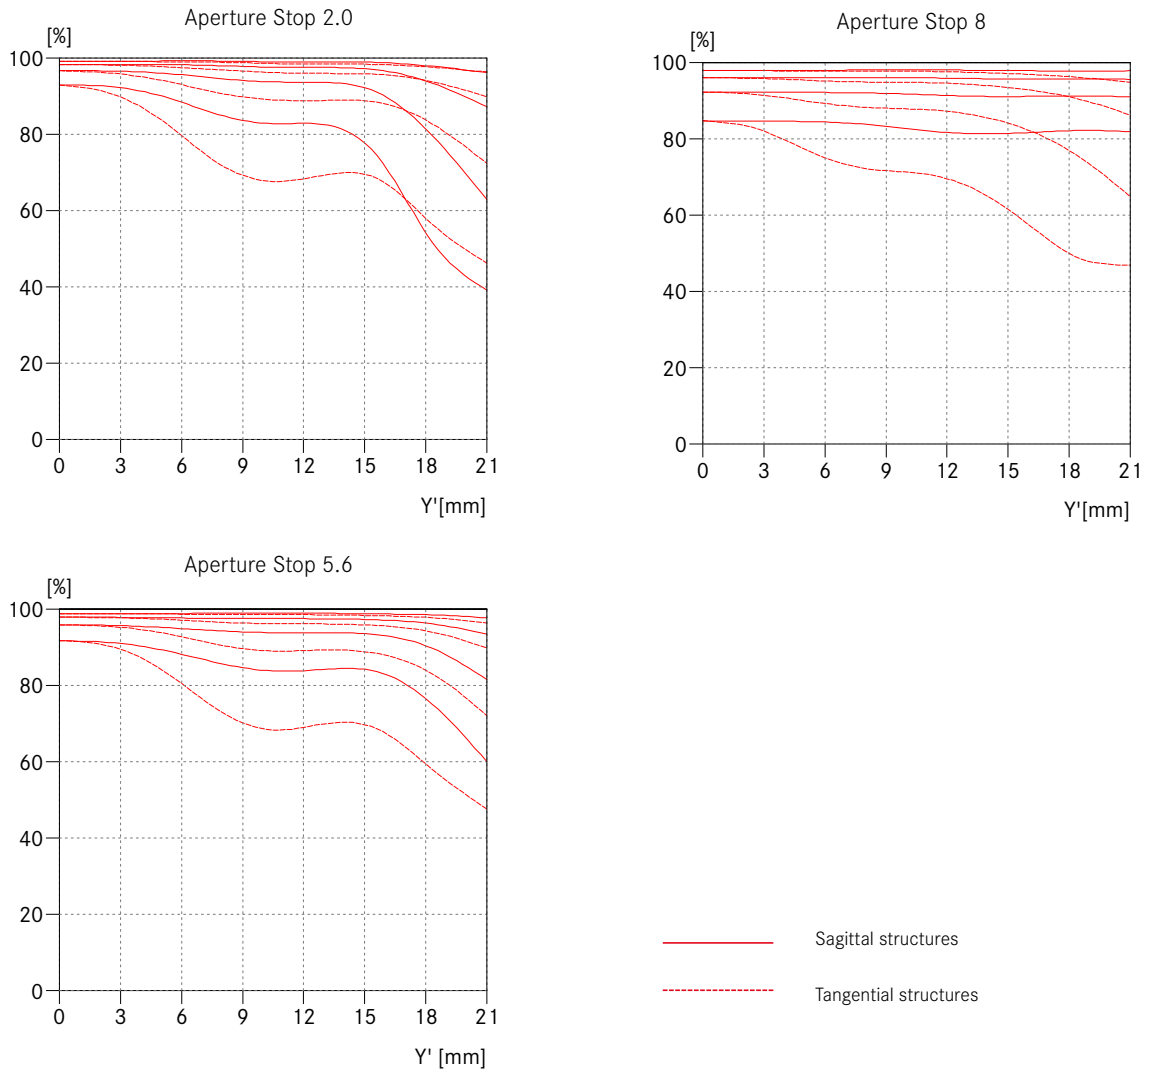 Aperture Stop 2.0
[%]
100
80
60
40
20
0
0 3 6 9 12 15 18 21
Y'[mm]
Aperture Stop 8
[%]
100
80
60
40
20
0
0 3 6 9 12 15 18 21
Y'[mm]
Aperture Stop 5.6
[%]
100
80
60
40
20
0
0 3 6 9 12 15 18 21
Y' [mm]
Sagittal structures
Tangential structures